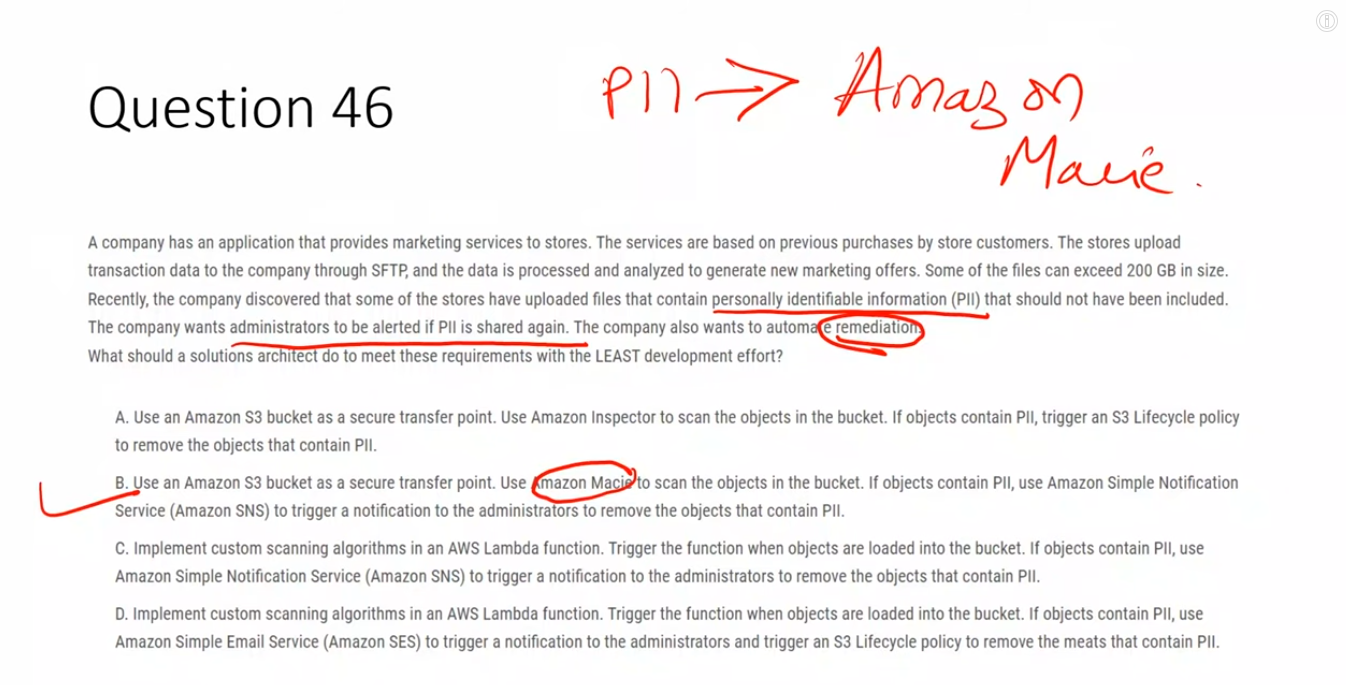 Question 46
PII → Amazon
Macie.
A company has an application that provides marketing services to stores. The services are based on previous purchases by store customers. The stores upload
transaction data to the company through SFTP, and the data is processed and analyzed to generate new marketing offers. Some of the files can exceed 200 GB in size.
Recently, the company discovered that some of the stores have uploaded files that contain personally identifiable information (PII) that should not have been included.
The company wants administrators to be alerted if PII is shared again. The company also wants to automate remediation.
What should a solutions architect do to meet these requirements with the LEAST development effort?
A. Use an Amazon S3 bucket as a secure transfer point. Use Amazon Inspector to scan the objects in the bucket. If objects contain PII, trigger an S3 Lifecycle policy
to remove the objects that contain PII.
B. Use an Amazon S3 bucket as a secure transfer point. Use Amazon Macie to scan the objects in the bucket. If objects contain PII, use Amazon Simple Notification
Service (Amazon SNS) to trigger a notification to the administrators to remove the objects that contain PII.
C. Implement custom scanning algorithms in an AWS Lambda function. Trigger the function when objects are loaded into the bucket. If objects contain PII, use
Amazon Simple Notification Service (Amazon SNS) to trigger a notification to the administrators to remove the objects that contain PII.
D. Implement custom scanning algorithms in an AWS Lambda function. Trigger the function when objects are loaded into the bucket. If objects contain PII, use
Amazon Simple Email Service (Amazon SES) to trigger a notification to the administrators and trigger an S3 Lifecycle policy to remove the meats that contain PII.